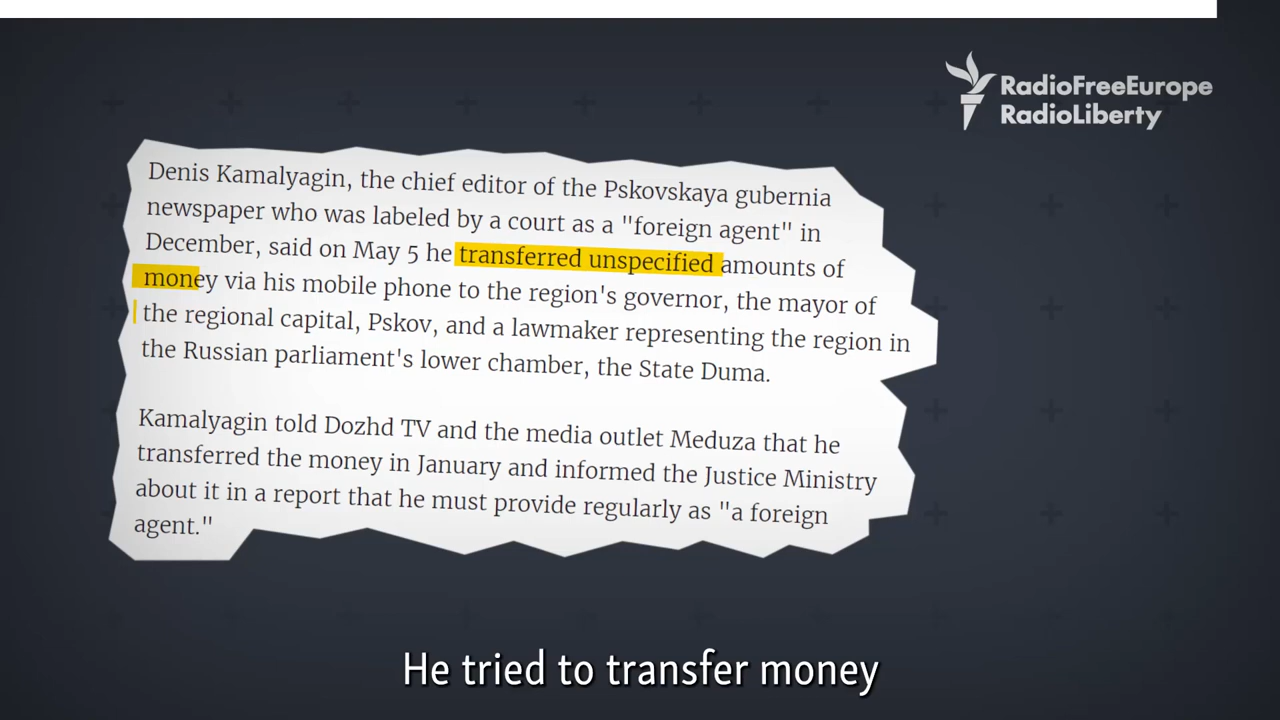 RadioFreeEurope
RadioLiberty
Denis Kamalyagin, the chief editor of the Pskovskaya gubernia
newspaper who was labeled by a court as a "foreign agent" in
December, said on May 5 he transferred unspecified amounts of
money via his mobile phone to the region's governor, the mayor of
the regional capital, Pskov, and a lawmaker representing the region in
the Russian parliament's lower chamber, the State Duma.
Kamalyagin told Dozhd TV and the media outlet Meduza that he
transferred the money in January and informed the Justice Ministry
about it in a report that he must provide regularly as "a foreign
agent."
He tried to transfer money